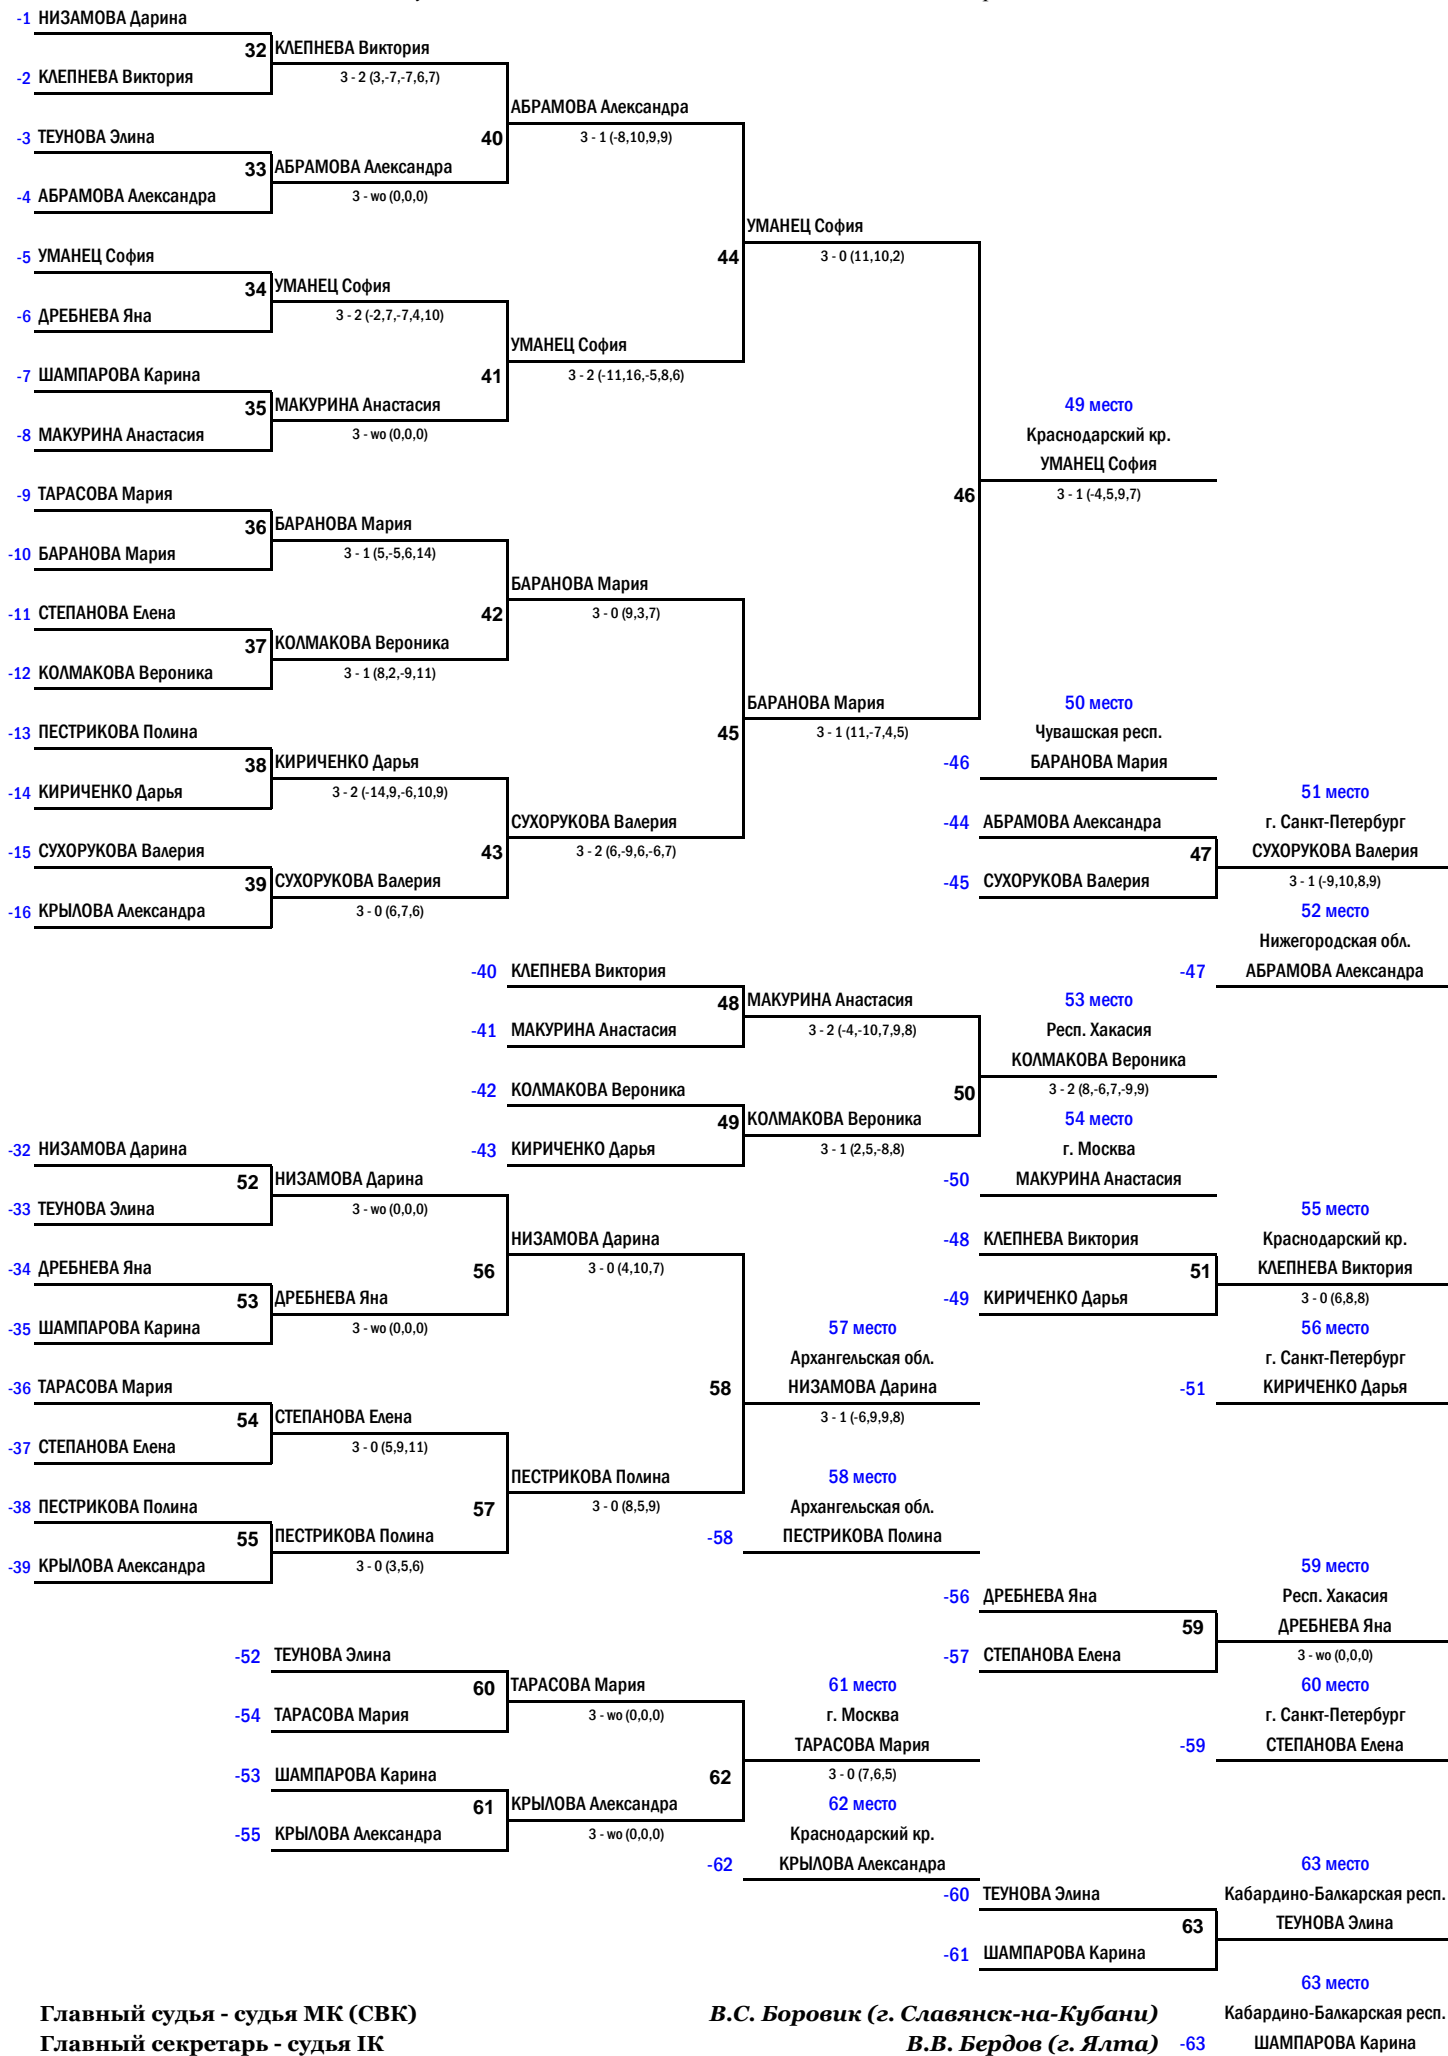 -1 НИЗАМОВА Дарина
32 КЛЕПНЕВА Виктория
-2 КЛЕПНЕВА Виктория 3 - 2 (3,-7,-7,6,7)
АБРАМОВА Александра
-3 ТЕУНОВА Элина 40 3 - 1 (-8,10,9,9)
33 АБРАМОВА Александра
-4 АБРАМОВА Александра 3 - wo (0,0,0)
УМАНЕЦ София
-5 УМАНЕЦ София 44 3 - 0 (11,10,2)
34 УМАНЕЦ София
-6 ДРЕБНЕВА Яна 3 - 2 (-2,7,-7,4,10)
УМАНЕЦ София
-7 ШАМПАРОВА Карина 41 3 - 2 (-11,16,-5,8,6)
35 МАКУРИНА Анастасия 49 место
-8 МАКУРИНА Анастасия 3 - wo (0,0,0) Краснодарский кр.
УМАНЕЦ София
-9 ТАРАСОВА Мария 46 3 - 1 (-4,5,9,7)
36 БАРАНОВА Мария
-10 БАРАНОВА Мария 3 - 1 (5,-5,6,14)
БАРАНОВА Мария
-11 СТЕПАНОВА Елена 42 3 - 0 (9,3,7)
37 КОЛМАКОВА Вероника
-12 КОЛМАКОВА Вероника 3 - 1 (8,2,-9,11)
БАРАНОВА Мария 50 место
-13 ПЕСТРИКОВА Полина 45 3 - 1 (11,-7,4,5) Чувашская респ.
38 КИРИЧЕНКО Дарья -46 БАРАНОВА Мария
-14 КИРИЧЕНКО Дарья 3 - 2 (-14,9,-6,10,9) 51 место
СУХОРУКОВА Валерия -44 АБРАМОВА Александра г. Санкт-Петербург
-15 СУХОРУКОВА Валерия 43 3 - 2 (6,-9,6,-6,7) 47 СУХОРУКОВА Валерия
39 СУХОРУКОВА Валерия -45 СУХОРУКОВА Валерия 3 - 1 (-9,10,8,9)
-16 КРЫЛОВА Александра 3 - 0 (6,7,6) 52 место
Нижегородская обл.
-40 КЛЕПНЕВА Виктория -47 АБРАМОВА Александра
48 МАКУРИНА Анастасия 53 место
-41 МАКУРИНА Анастасия 3 - 2 (-4,-10,7,9,8) Респ. Хакасия
КОЛМАКОВА Вероника
-42 КОЛМАКОВА Вероника 50 3 - 2 (8,-6,7,-9,9)
49 КОЛМАКОВА Вероника 54 место
-32 НИЗАМОВА Дарина -43 КИРИЧЕНКО Дарья 3 - 1 (2,5,-8,8) г. Москва
52 НИЗАМОВА Дарина -50 МАКУРИНА Анастасия
-33 ТЕУНОВА Элина 3 - wo (0,0,0) 55 место
НИЗАМОВА Дарина -48 КЛЕПНЕВА Виктория Краснодарский кр.
-34 ДРЕБНЕВА Яна 56 3 - 0 (4,10,7) 51 КЛЕПНЕВА Виктория
53 ДРЕБНЕВА Яна -49 КИРИЧЕНКО Дарья 3 - 0 (6,8,8)
-35 ШАМПАРОВА Карина 3 - wo (0,0,0) 57 место 56 место
Архангельская обл. г. Санкт-Петербург
-36 ТАРАСОВА Мария 58 НИЗАМОВА Дарина -51 КИРИЧЕНКО Дарья
54 СТЕПАНОВА Елена 3 - 1 (-6,9,9,8)
-37 СТЕПАНОВА Елена 3 - 0 (5,9,11)
ПЕСТРИКОВА Полина 58 место
-38 ПЕСТРИКОВА Полина 57 3 - 0 (8,5,9) Архангельская обл.
55 ПЕСТРИКОВА Полина -58 ПЕСТРИКОВА Полина
-39 КРЫЛОВА Александра 3 - 0 (3,5,6) 59 место
-56 ДРЕБНЕВА Яна Респ. Хакасия
59 ДРЕБНЕВА Яна
-52 ТЕУНОВА Элина -57 СТЕПАНОВА Елена 3 - wo (0,0,0)
60 ТАРАСОВА Мария 61 место 60 место
-54 ТАРАСОВА Мария 3 - wo (0,0,0) г. Москва г. Санкт-Петербург
ТАРАСОВА Мария -59 СТЕПАНОВА Елена
-53 ШАМПАРОВА Карина 62 3 - 0 (7,6,5)
61 КРЫЛОВА Александра 62 место
-55 КРЫЛОВА Александра 3 - wo (0,0,0) Краснодарский кр.
-62 КРЫЛОВА Александра 63 место
-60 ТЕУНОВА Элина Кабардино-Балкарская респ.
63 ТЕУНОВА Элина
-61 ШАМПАРОВА Карина
63 место
Главный судья - судья МК (СВК) В.С. Боровик (г. Славянск-на-Кубани) Кабардино-Балкарская респ.
Главный секретарь - судья IК В.В. Бердов (г. Ялта) -63 ШАМПАРОВА Карина